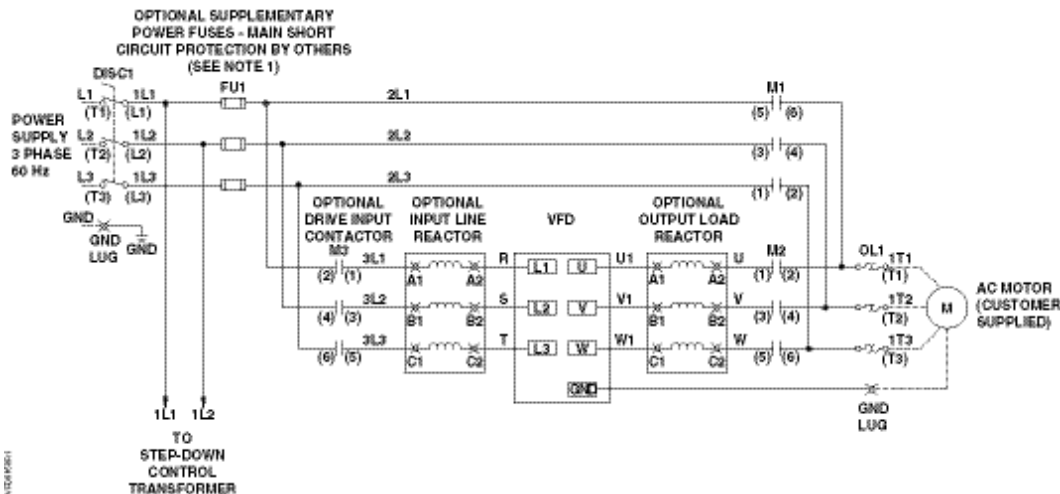 OPTIONAL SUPPLEMENTARY
POWER FUSES - MAIN SHORT
CIRCUIT PROTECTION BY OTHERS
(SEE NOTE 1)
DISC1
FU1
M1
L1 1L1 2L1
(T1) (L1) (5) (6)
POWER
SUPPLY
3 PHASE
60 Hz
L2 1L2 2L2
(T2) (L2) (3) (4)
L3 1L3 2L3
(T3) (L3) (1) (2)
GND
GND
LUG
GND
OPTIONAL
DRIVE INPUT
CONTACTOR
M3
OPTIONAL
INPUT LINE
REACTOR
VFD
OPTIONAL
OUTPUT LOAD
REACTOR
M2
OL1
3L1 R L1 U U1 U 1T1
(2) (1) A1 A2 A1 A2 (1) (2) (T1)
3L2 S L2 V V1 V 1T2
(4) (3) B1 B2 B1 B2 (3) (4) (T2)
3L3 T L3 W W1 W 1T3
(6) (5) C1 C2 C1 C2 (5) (6) (T3)
M
AC MOTOR
(CUSTOMER
SUPPLIED)
GND
GND
LUG
1L1 1L2
TO
STEP-DOWN
CONTROL
TRANSFORMER